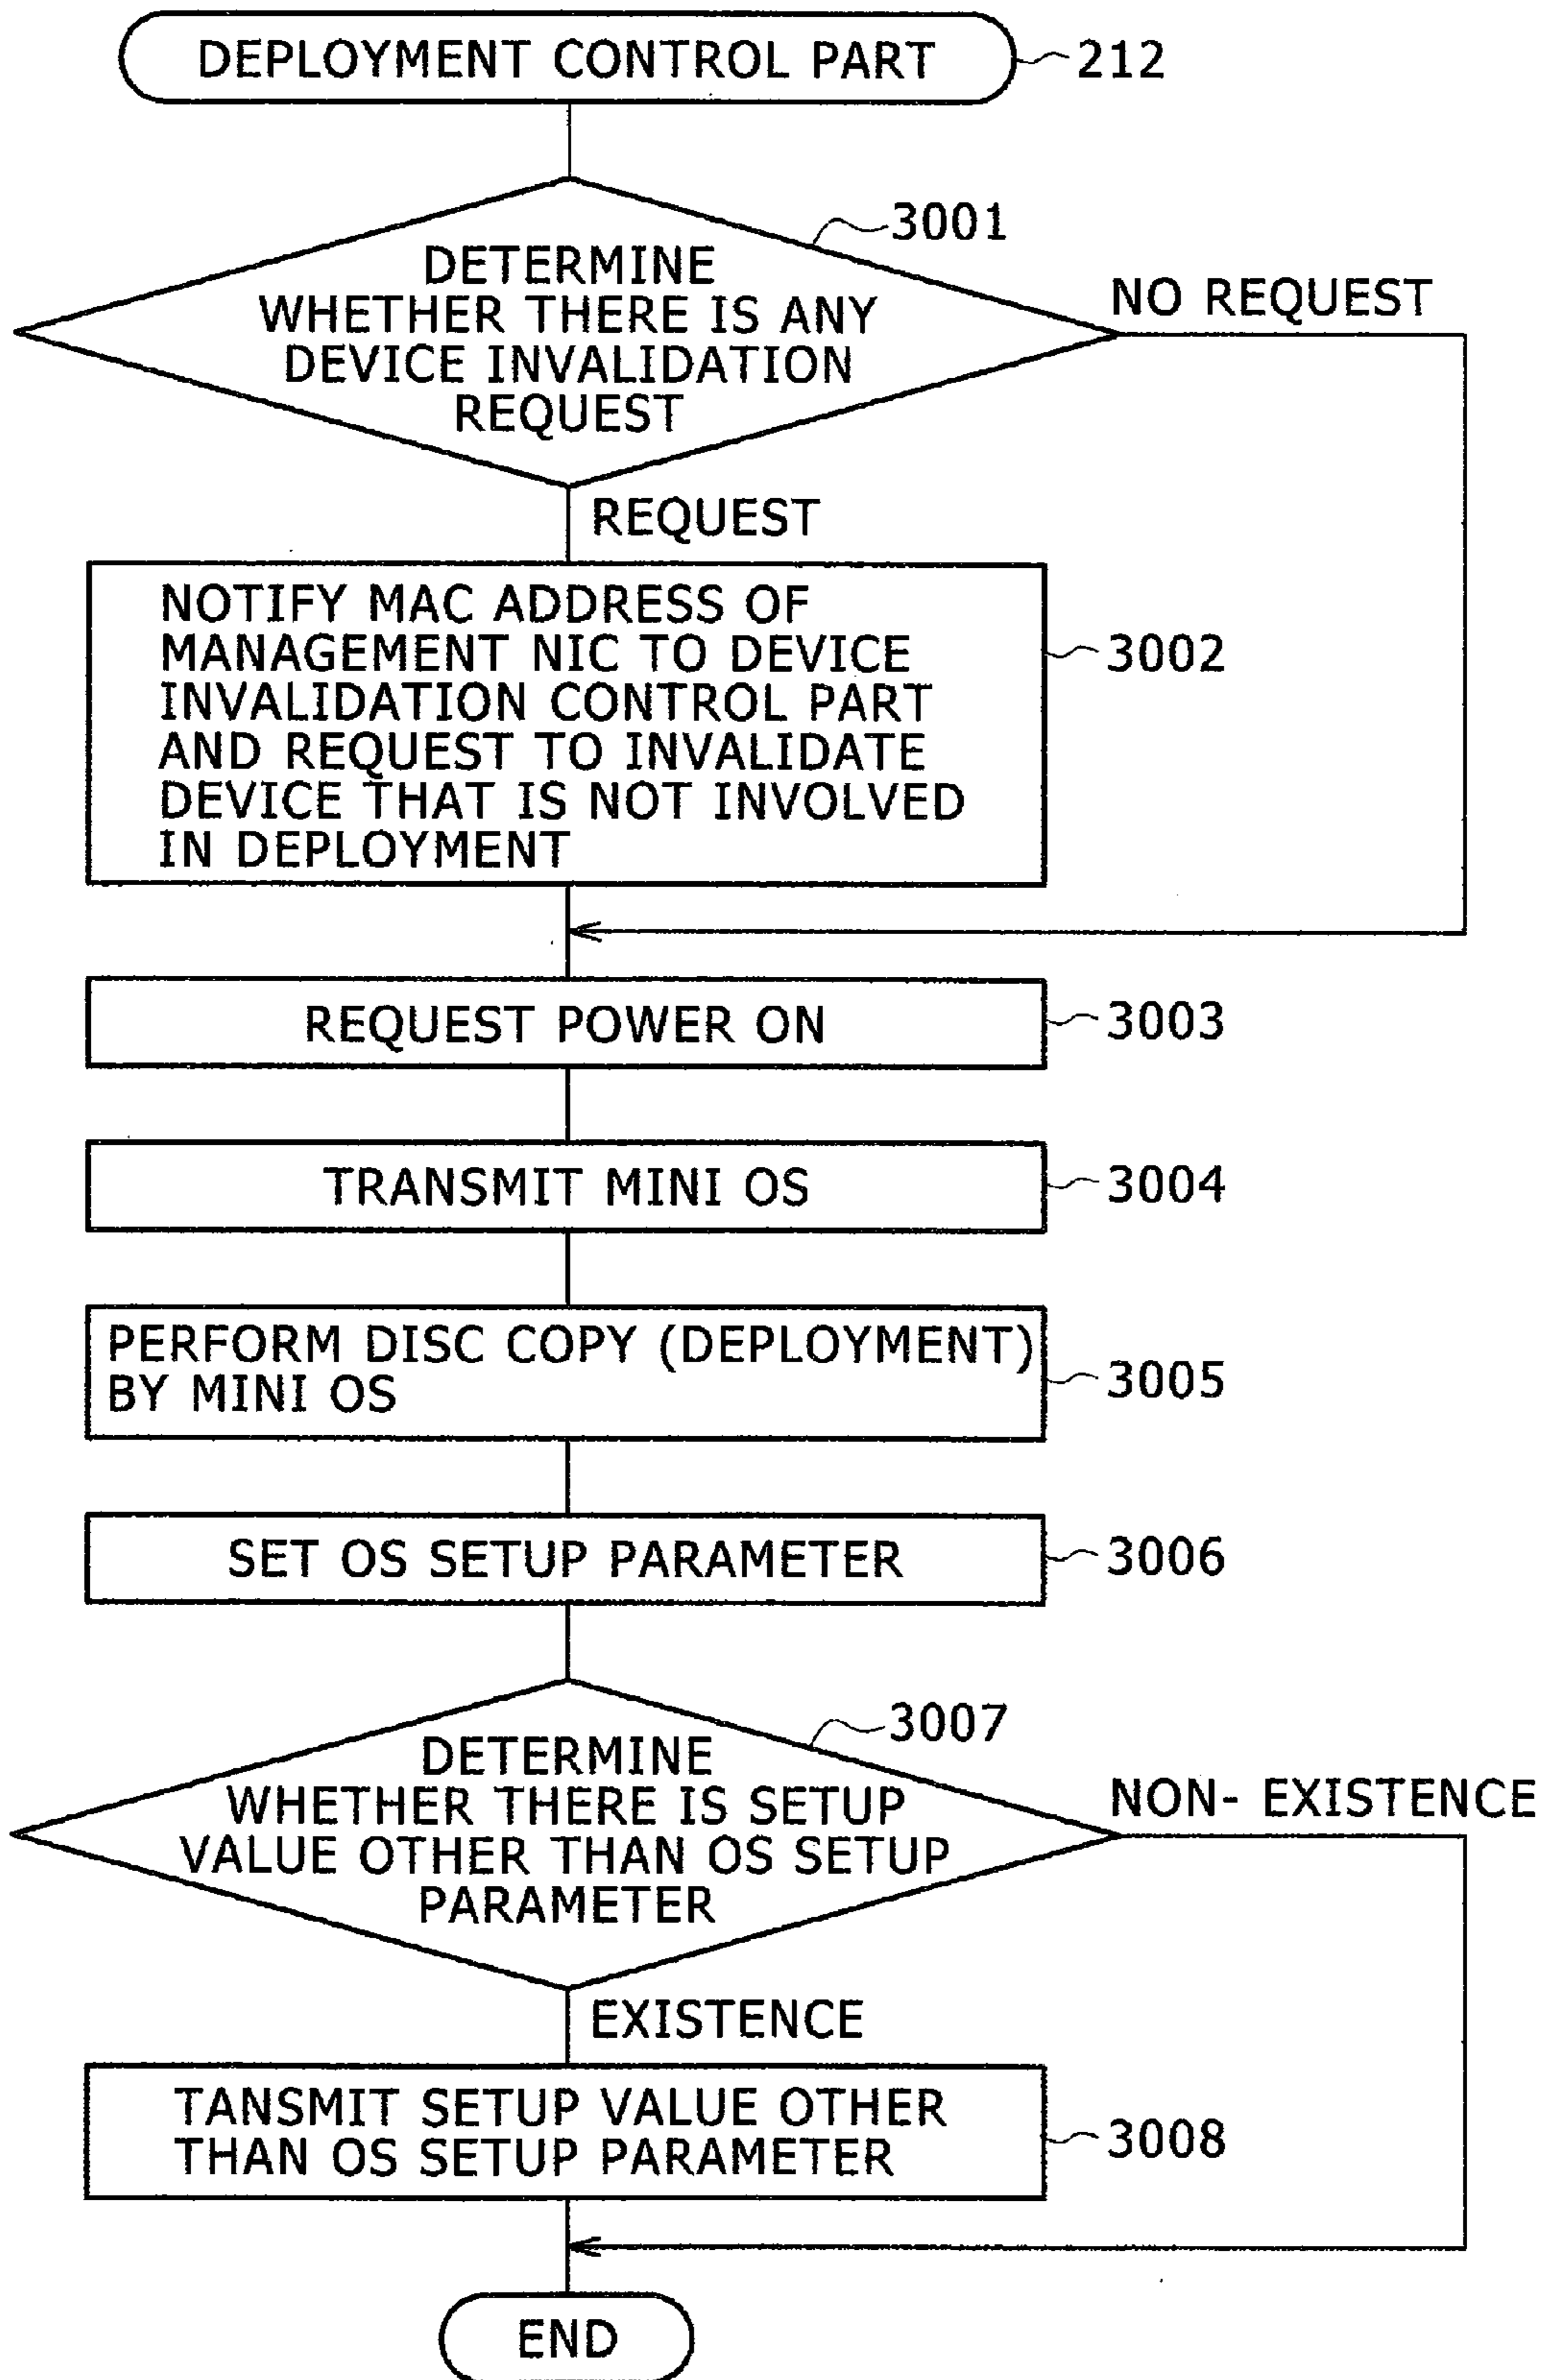 DEPLOYMENT CONTROL PART
212
3001
DETERMINE
WHETHER THERE IS ANY
DEVICE INVALIDATION
REQUEST
NO REQUEST
REQUEST
NOTIFY MAC ADDRESS OF
MANAGEMENT NIC TO DEVICE
INVALIDATION CONTROL PART
AND REQUEST TO INVALIDATE
DEVICE THAT IS NOT INVOLVED
IN DEPLOYMENT
3002
REQUEST POWER ON
3003
TRANSMIT MINI OS
3004
PERFORM DISC COPY (DEPLOYMENT)
BY MINI OS
3005
SET OS SETUP PARAMETER
3006
3007
DETERMINE
WHETHER THERE IS SETUP
VALUE OTHER THAN OS SETUP
PARAMETER
NON- EXISTENCE
EXISTENCE
TANSMIT SETUP VALUE OTHER
THAN OS SETUP PARAMETER
3008
END